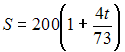 S = 200(1 + 4t/73)